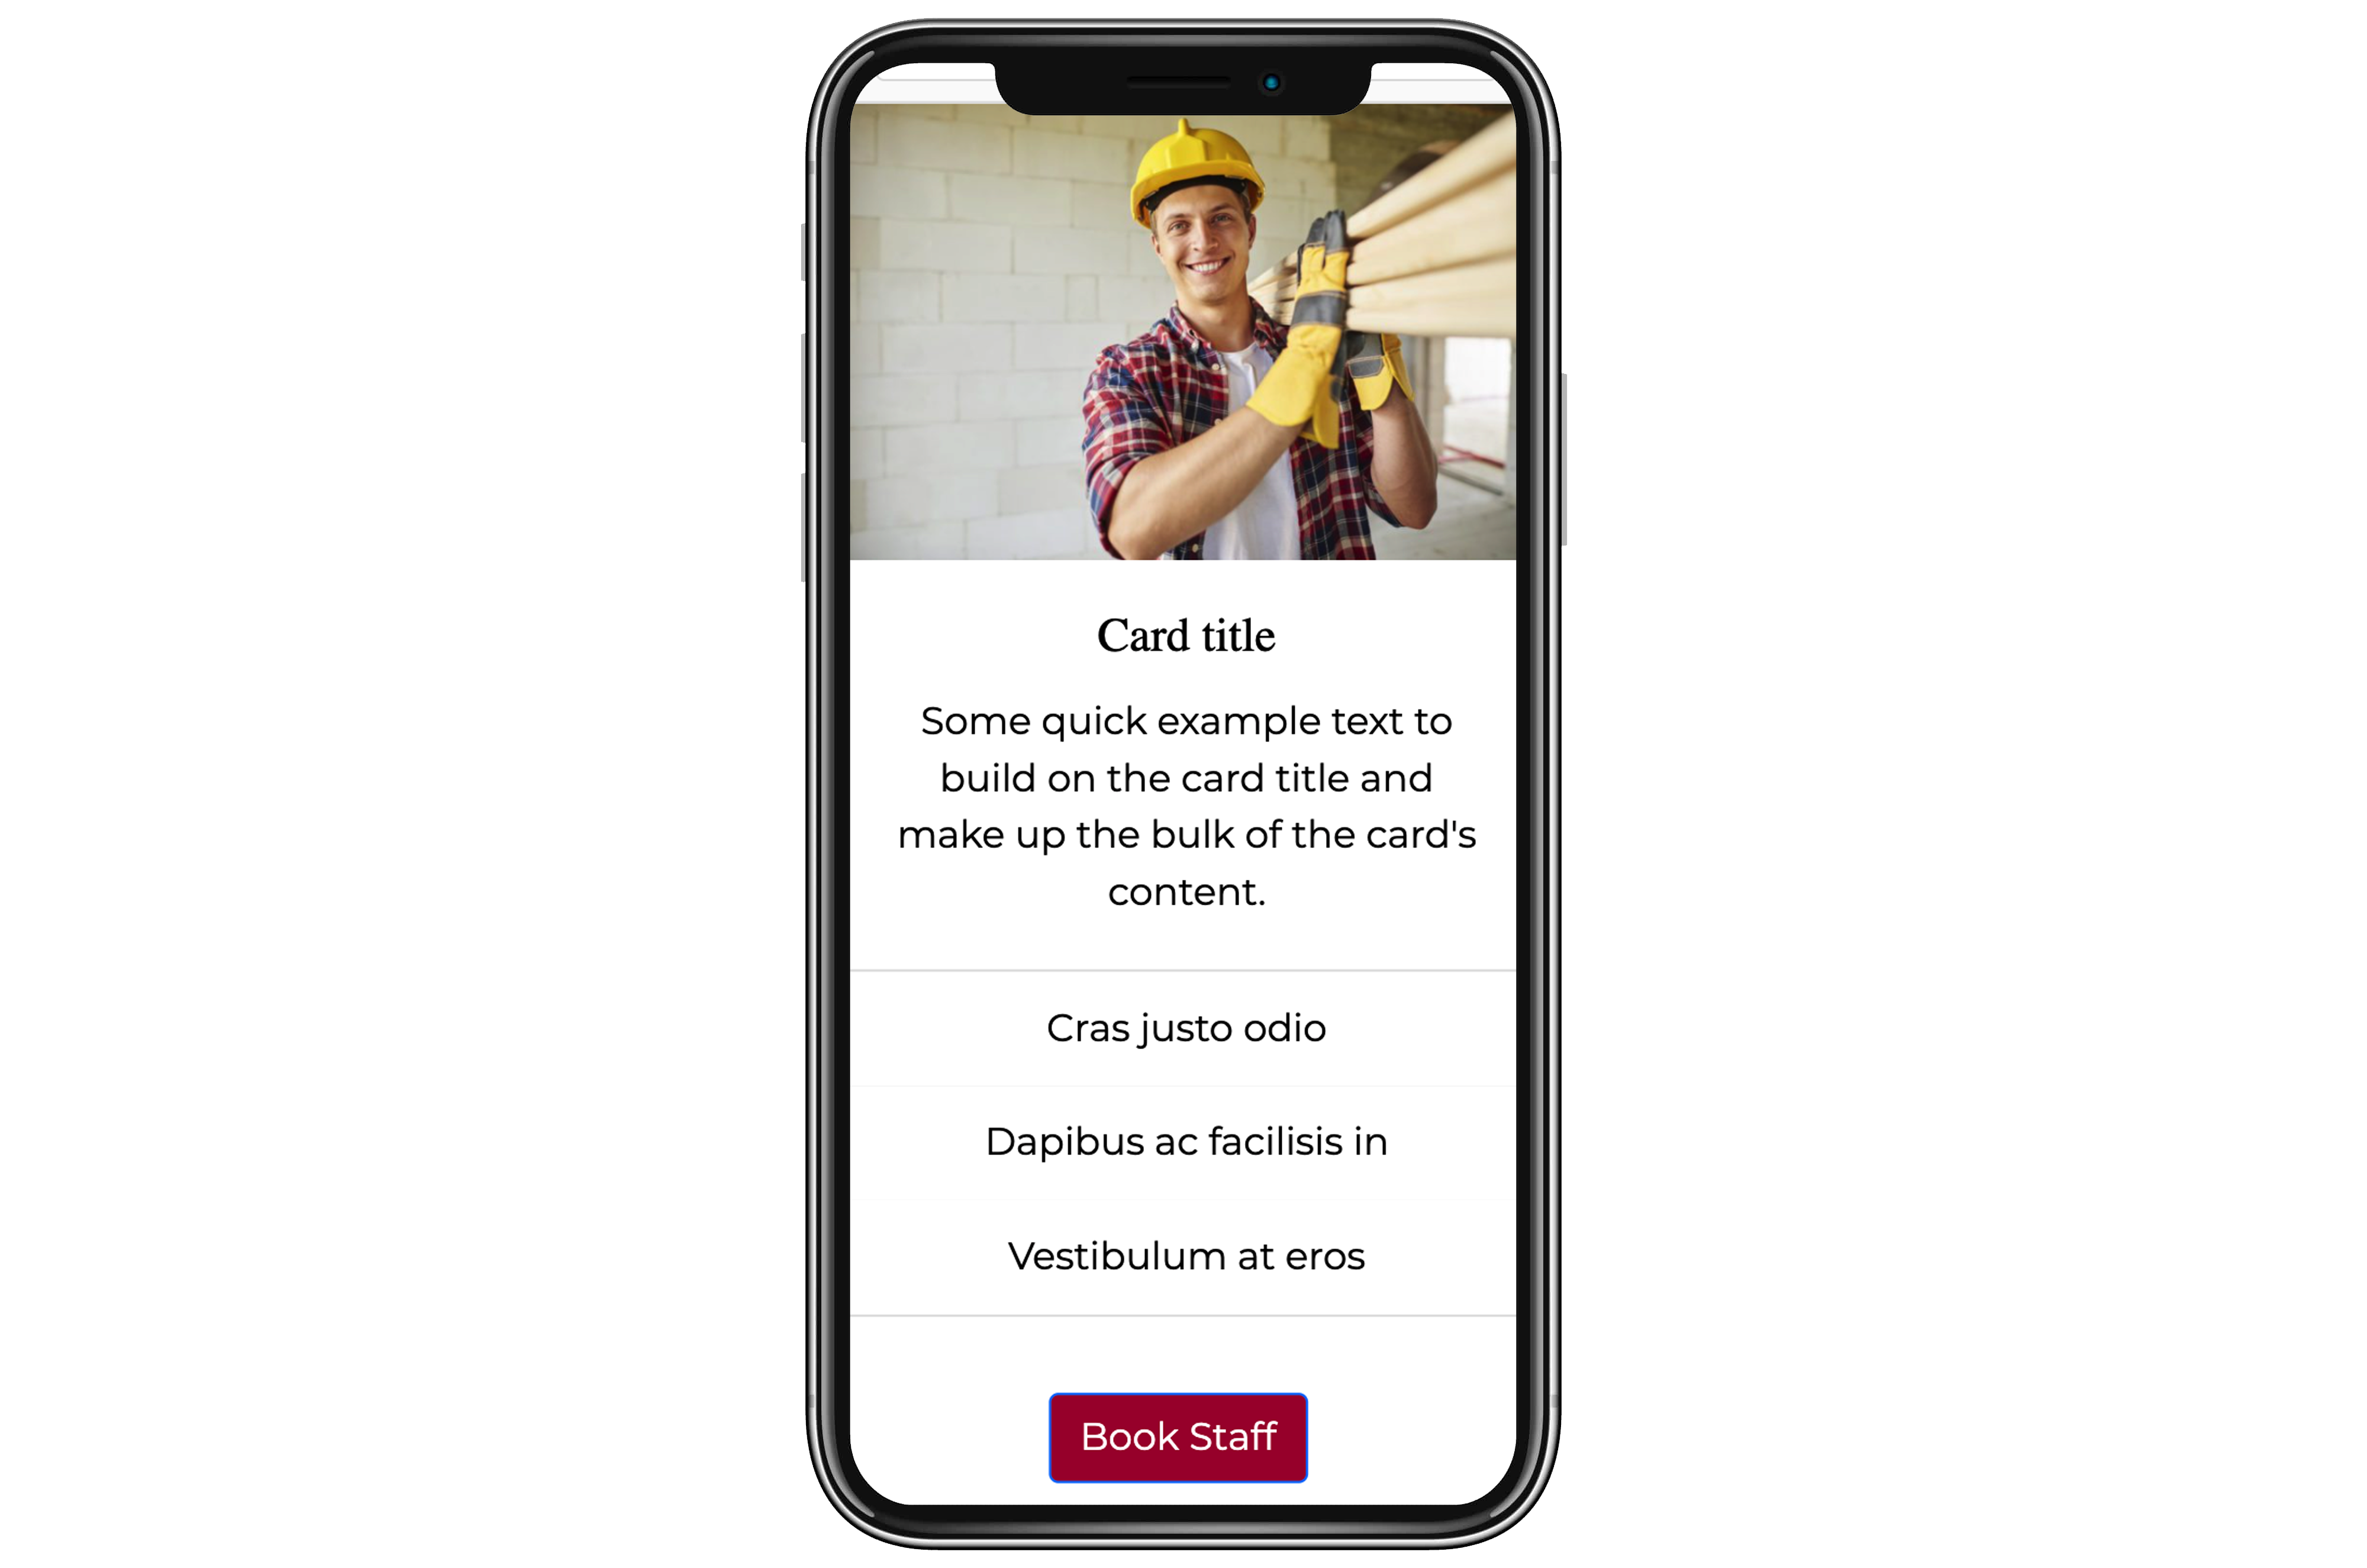 Card title
Some quick example text to
build on the card title and
make up the bulk of the card's
content.
Cras justo odio
Dapibus ac facilisis in
Vestibulum at eros
Book Staff